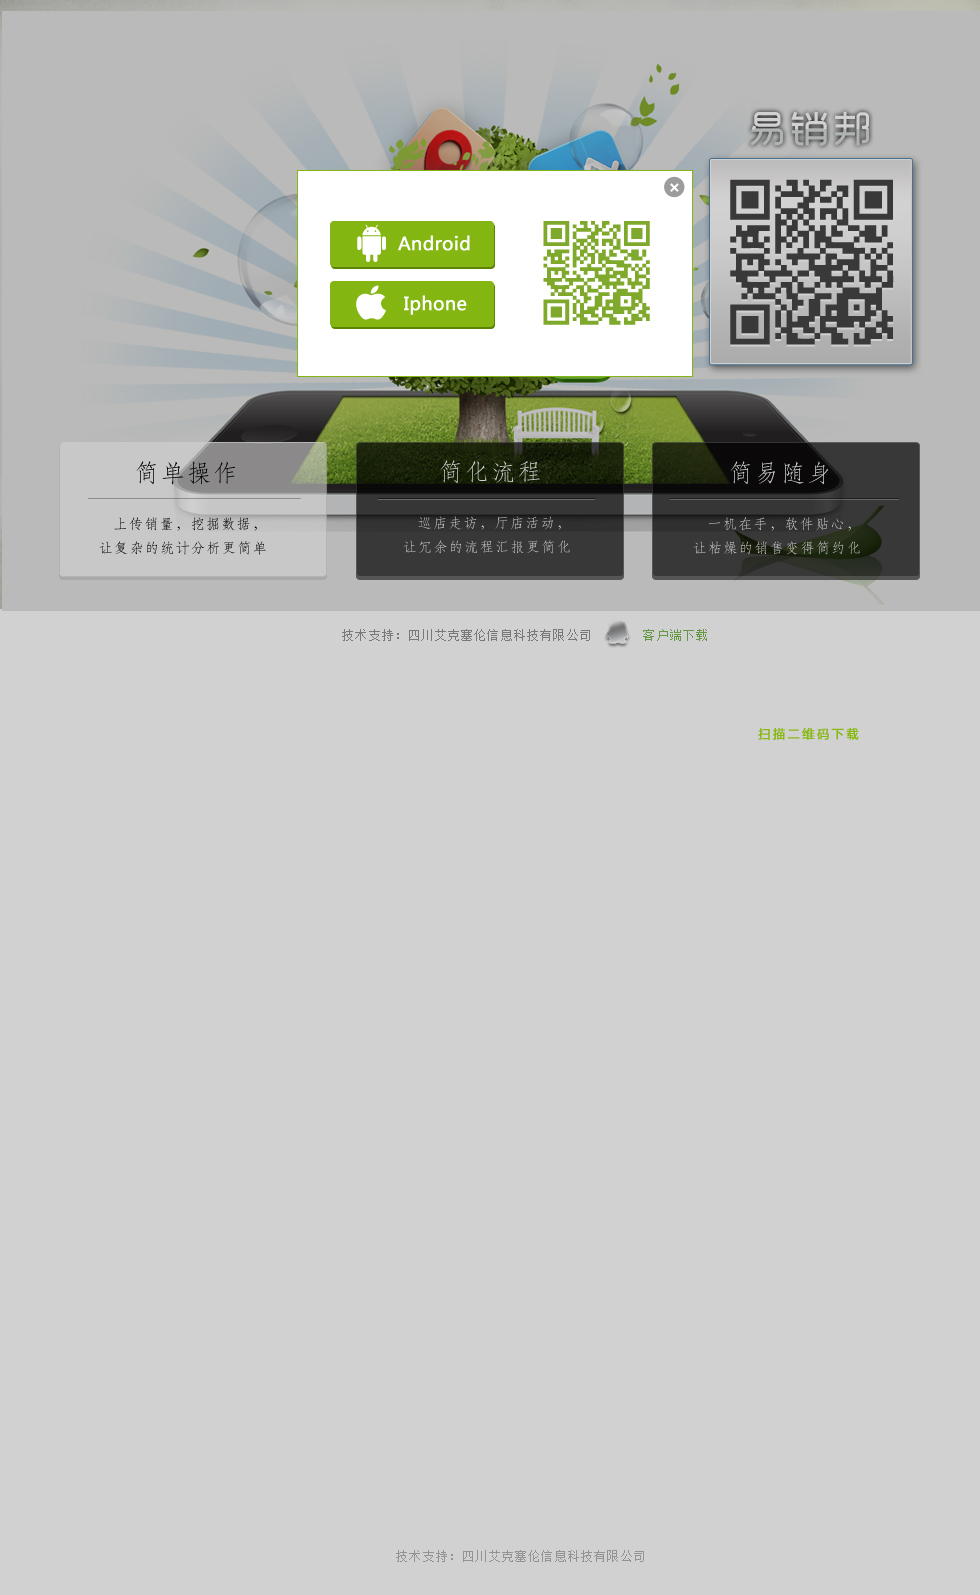 易销邦
Android
Iphone
简单操作
上传销量，挖掘数据，
让复杂的统计分析更简单
简化流程
巡店走访，厅店活动，
让冗余的流程汇报更简化
简易随身
一机在手，软件贴心，
让枯燥的销售变得简约化
技术支持：四川艾克塞伦信息科技有限公司
客户端下载
扫描二维码下载
技术支持：四川艾克塞伦信息科技有限公司